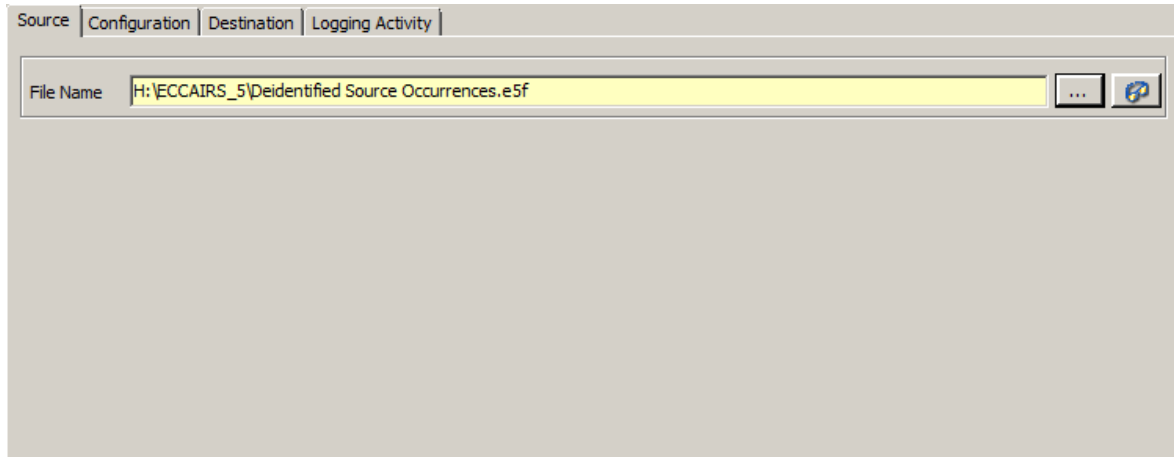 Source Configuration Destination Logging Activity
File Name H:\ECCAIRS_5\Deidentified Source Occurrences.e5f ...